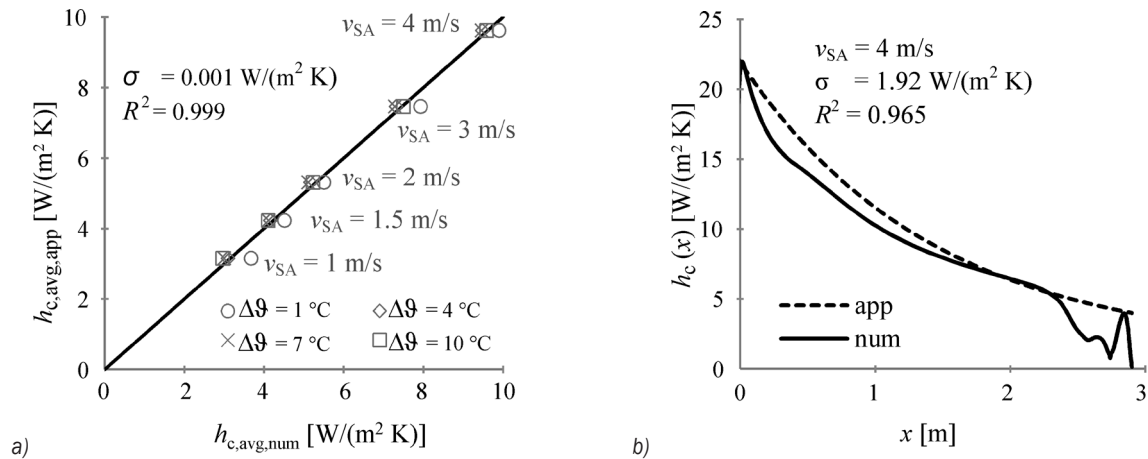 10
8
6
4
2
0
0
2
4
6
8
10
h_c,avg,app [W/(m² K)]
h_c,avg,num [W/(m² K)]
v_SA = 4 m/s
σ = 0.001 W/(m² K)
R² = 0.999
v_SA = 3 m/s
v_SA = 2 m/s
v_SA = 1.5 m/s
v_SA = 1 m/s
Δϑ = 1 °C
Δϑ = 4 °C
Δϑ = 7 °C
Δϑ = 10 °C
a)
25
20
15
10
5
0
0
1
2
3
h_c (x) [W/(m² K)]
x [m]
v_SA = 4 m/s
σ = 1.92 W/(m² K)
R² = 0.965
app
num
b)